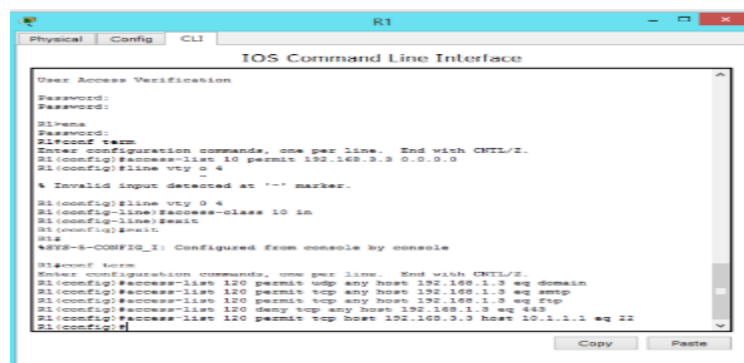 R1
Physical Config CLI
IOS Command Line Interface
User Access Verification
Password:
Password:
R1>ena
Password:
R1#conf term
Enter configuration commands, one per line. End with CNTL/Z.
R1(config)#access-list 10 permit 192.168.3.3 0.0.0.0
R1(config)#line vty o 4
^
% Invalid input detected at '^' marker.
R1(config)#line vty 0 4
R1(config-line)#access-class 10 in
R1(config-line)#exit
R1(config)#exit
R1#
%SYS-5-CONFIG_I: Configured from console by console
R1#conf term
Enter configuration commands, one per line. End with CNTL/Z.
R1(config)#access-list 120 permit udp any host 192.168.1.3 eq domain
R1(config)#access-list 120 permit tcp any host 192.168.1.3 eq smtp
R1(config)#access-list 120 permit tcp any host 192.168.1.3 eq ftp
R1(config)#access-list 120 deny tcp any host 192.168.1.3 eq 443
R1(config)#access-list 120 permit tcp host 192.168.3.3 host 10.1.1.1 eq 22
R1(config)#
Copy Paste